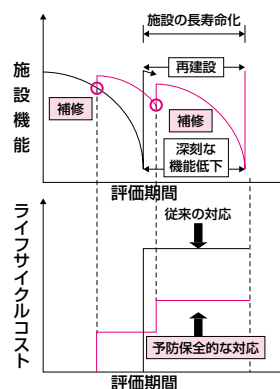 施設の長寿命化
再建設
施設機能
補修
補修
深刻な
機能低下
評価期間
従来の対応
ライフサイクルコスト
予防保全的な対応
評価期間